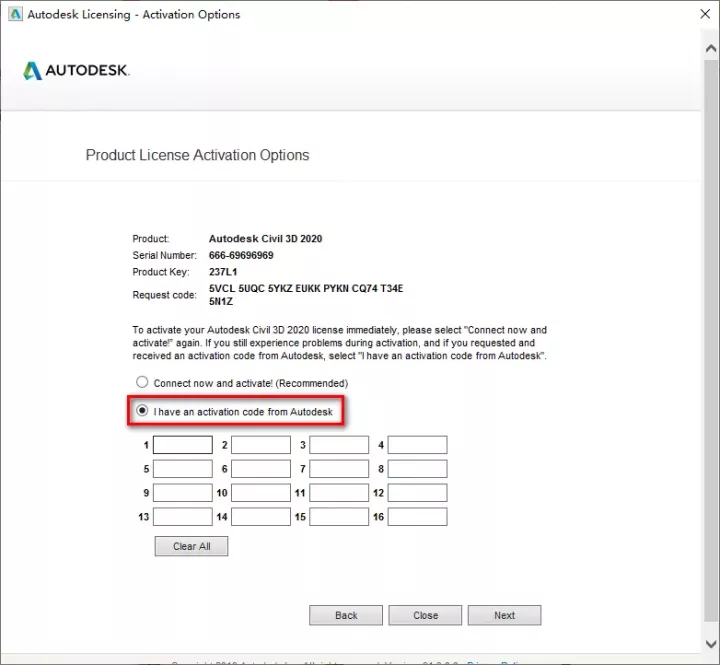 Autodesk Licensing - Activation Options
AUTODESK.
Product License Activation Options
Product: Autodesk Civil 3D 2020
Serial Number: 666-69696969
Product Key: 237L1
Request code: 5VCL 5UQC 5YKZ EUKK PYKN CQ74 T34E
5N1Z
To activate your Autodesk Civil 3D 2020 license immediately, please select "Connect now and
activate!" again. If you still experience problems during activation, and if you requested and
received an activation code from Autodesk, select "I have an activation code from Autodesk".
Connect now and activate! (Recommended)
I have an activation code from Autodesk
1 2 3 4
5 6 7 8
9 10 11 12
13 14 15 16
Clear All
Back Close Next